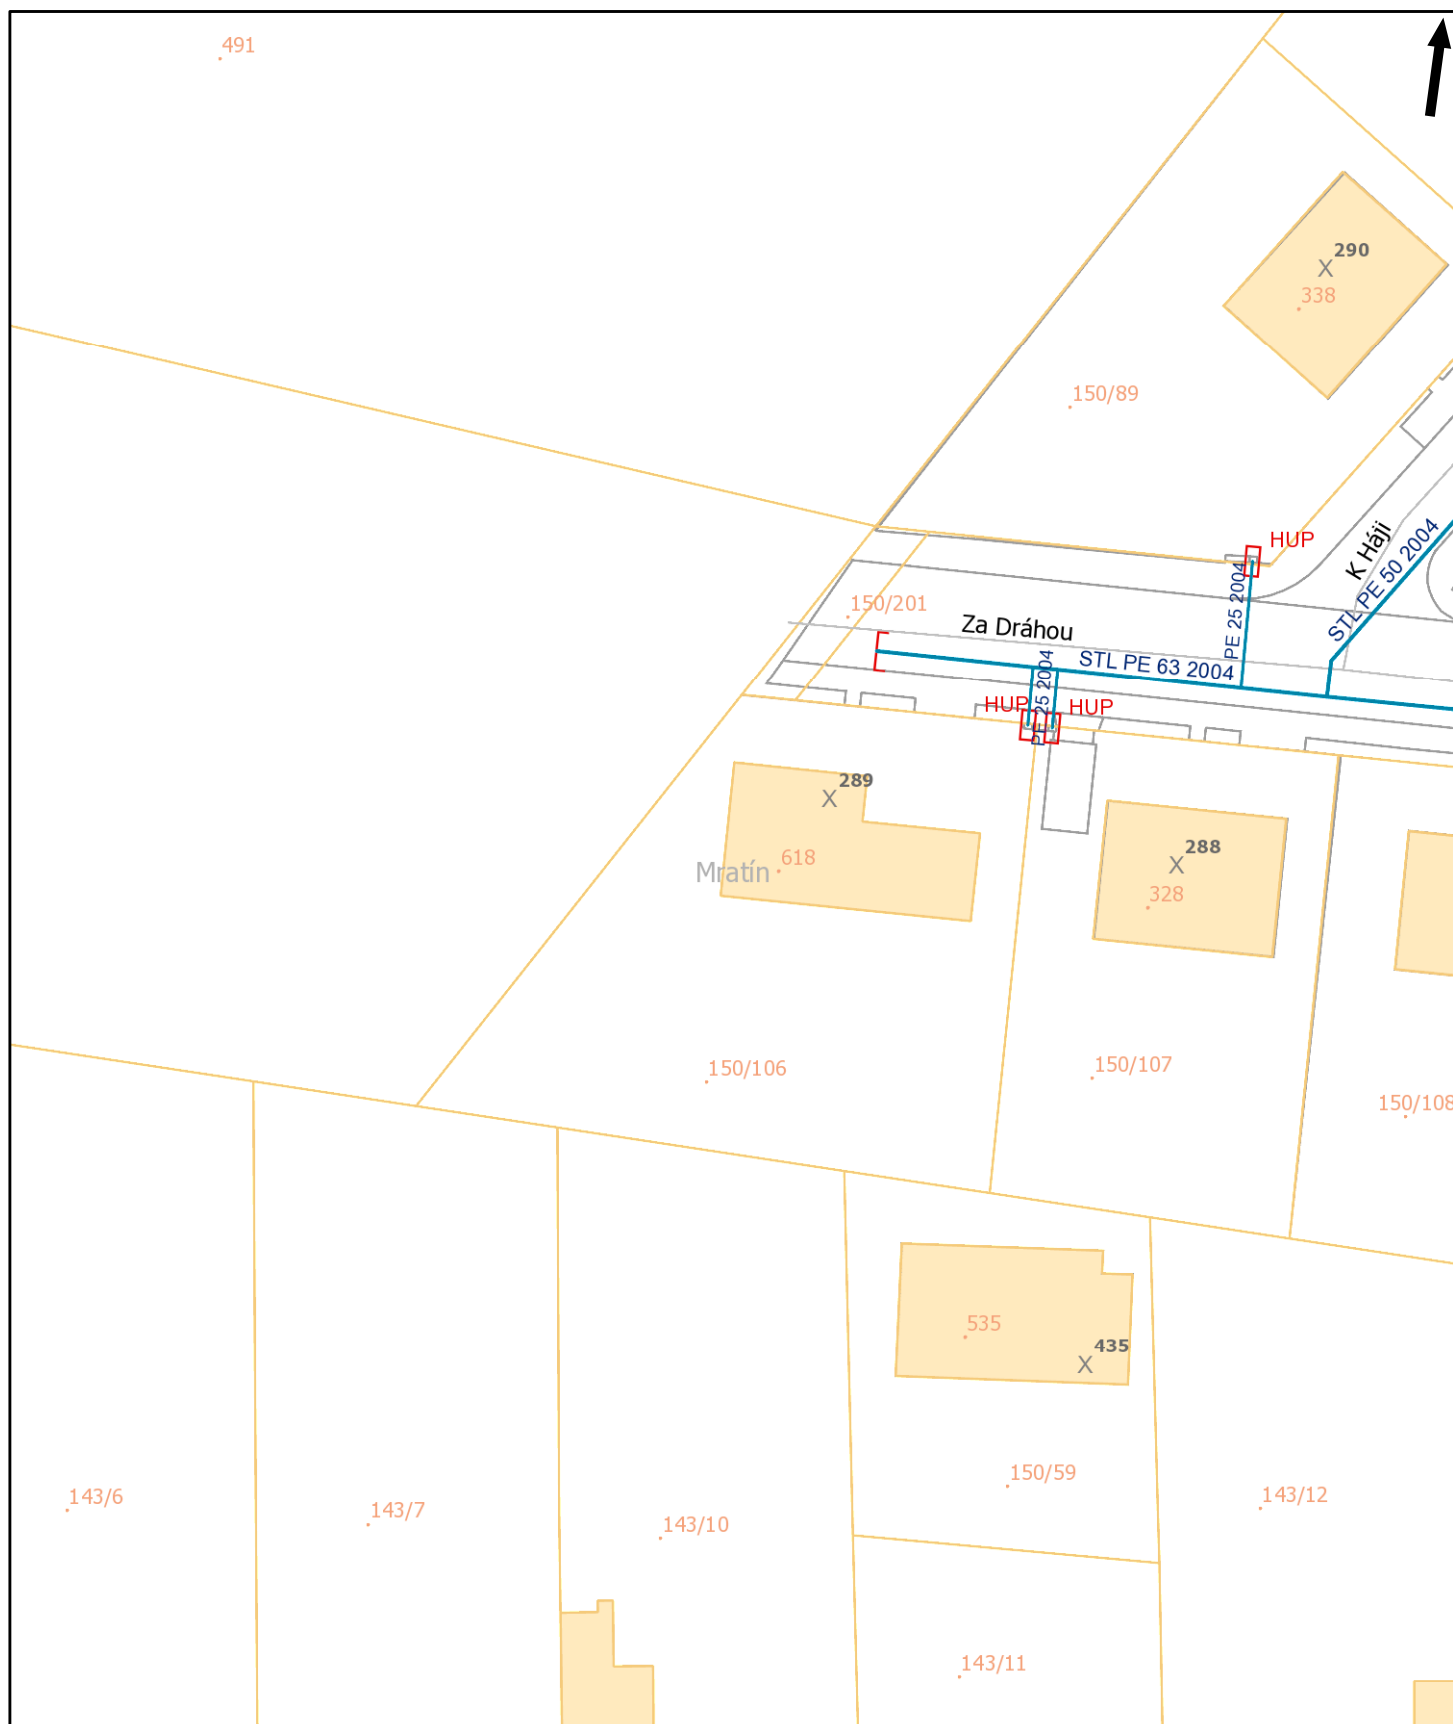 491
290
338
150/89
HUP
K Háji
STL PE 50 2004
PE 25 2004
150/201
Za Dráhou
STL PE 63 2004
PE 25 2004
HUP
HUP
289
618
Mratín
288
328
150/106
150/107
150/108
535
435
150/59
143/6
143/7
143/10
143/12
143/11